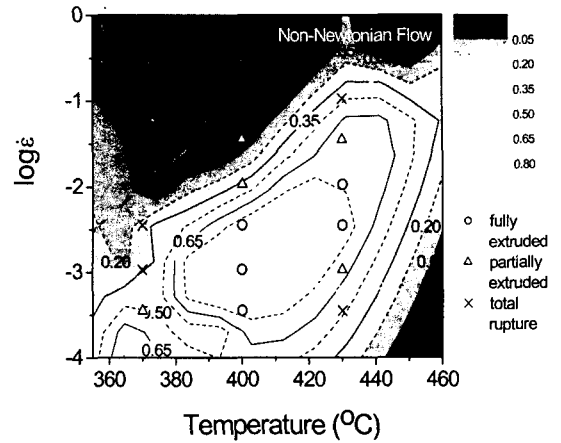 0
-1
-2
-3
-4
logε̇
Non-Newtonian Flow
0.35
0.65
0.20
0.20
.50
0.65
360
380
400
420
440
460
Temperature (°C)
0.05
0.20
0.35
0.50
0.65
0.80
fully
extruded
partially
extruded
total
rupture